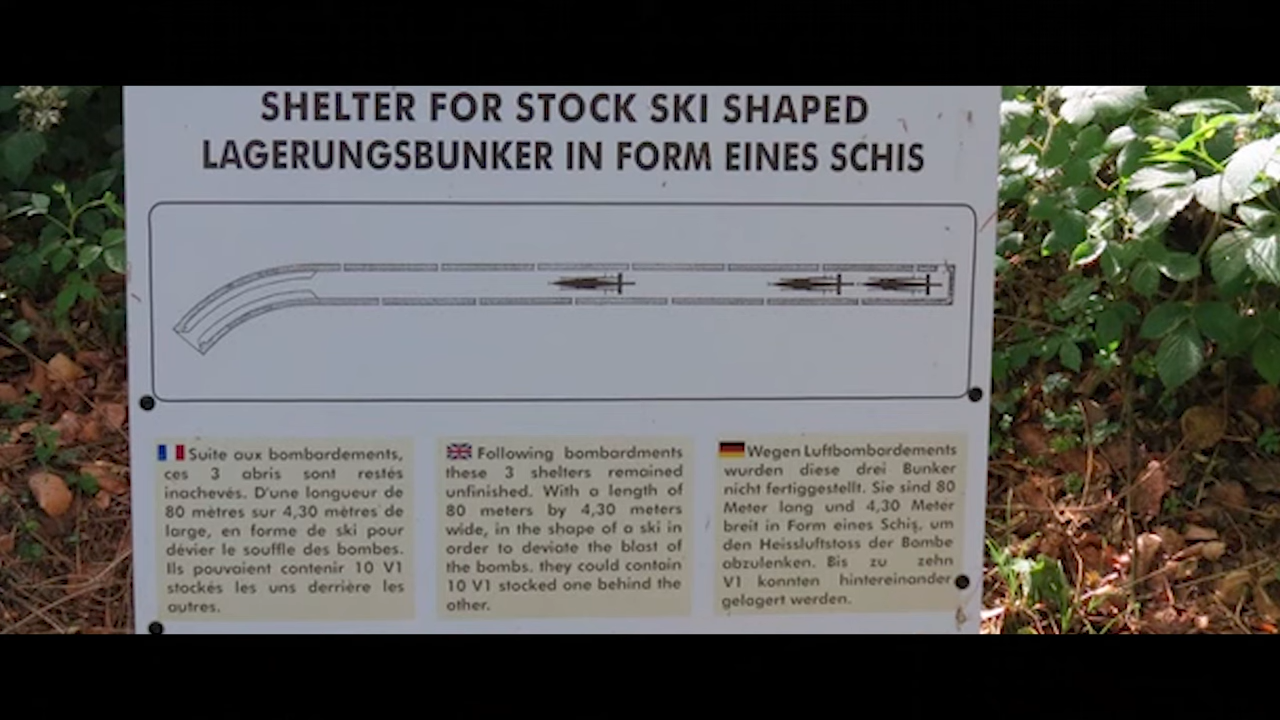 SHELTER FOR STOCK SKI SHAPED
LAGERUNGSBUNKER IN FORM EINES SCHIS
Suite aux bombardements,
ces 3 abris sont restés
inachevés. D'une longueur de
80 mètres sur 4,30 mètres de
large, en forme de ski pour
dévier le souffle des bombes.
Ils pouvaient contenir 10 V1
stockés les uns derrière les
autres.
Following bombardments
these 3 shelters remained
unfinished. With a length of
80 meters by 4,30 meters
wide, in the shape of a ski in
order to deviate the blast of
the bombs. they could contain
10 V1 stocked one behind the
other.
Wegen Luftbombardements
wurden diese drei Bunker
nicht fertiggestellt. Sie sind 80
Meter lang und 4,30 Meter
breit in Form eines Schis, um
den Heissluftstoss der Bombe
abzulenken. Bis zu zehn
V1 konnten hintereinander
gelagert werden.